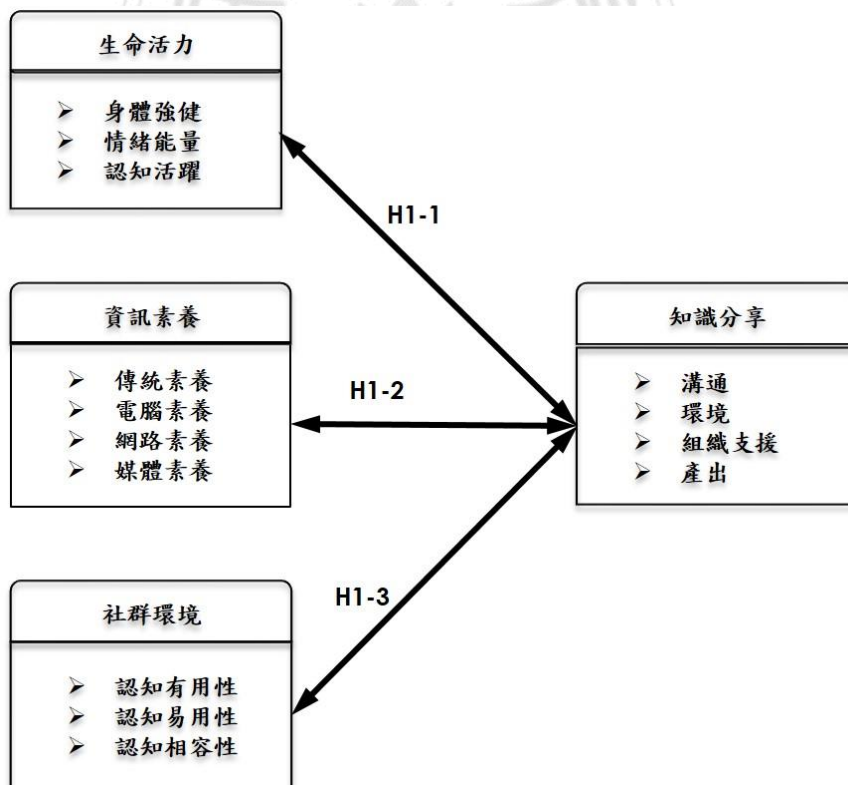 生命活力
➢ 身體強健
➢ 情緒能量
➢ 認知活躍
H1-1
資訊素養
➢ 傳統素養
➢ 電腦素養
➢ 網路素養
➢ 媒體素養
H1-2
知識分享
➢ 溝通
➢ 環境
➢ 組織支援
➢ 產出
H1-3
社群環境
➢ 認知有用性
➢ 認知易用性
➢ 認知相容性